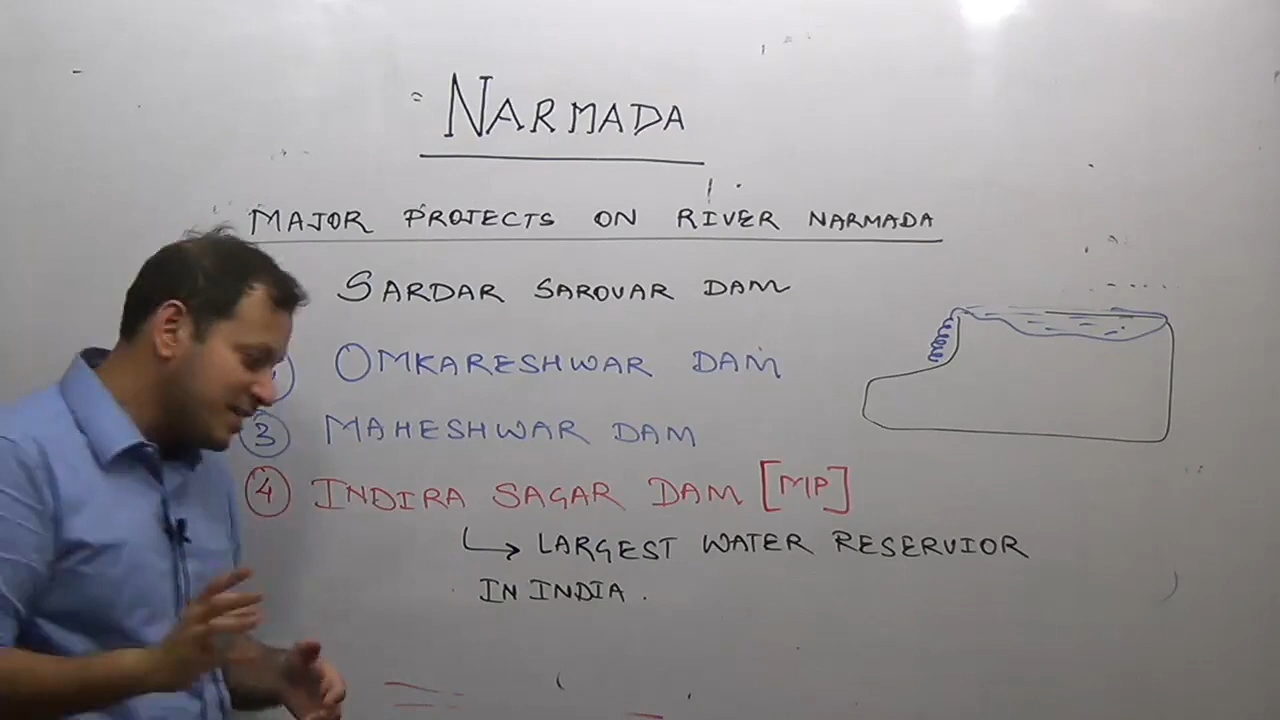 NARMADA
MAJOR PROJECTS ON RIVER NARMADA
SARDAR SAROVAR DAM
OMKARESHWAR DAM
3 MAHESHWAR DAM
4 INDIRA SAGAR DAM [MP]
→ LARGEST WATER RESERVIOR
IN INDIA.